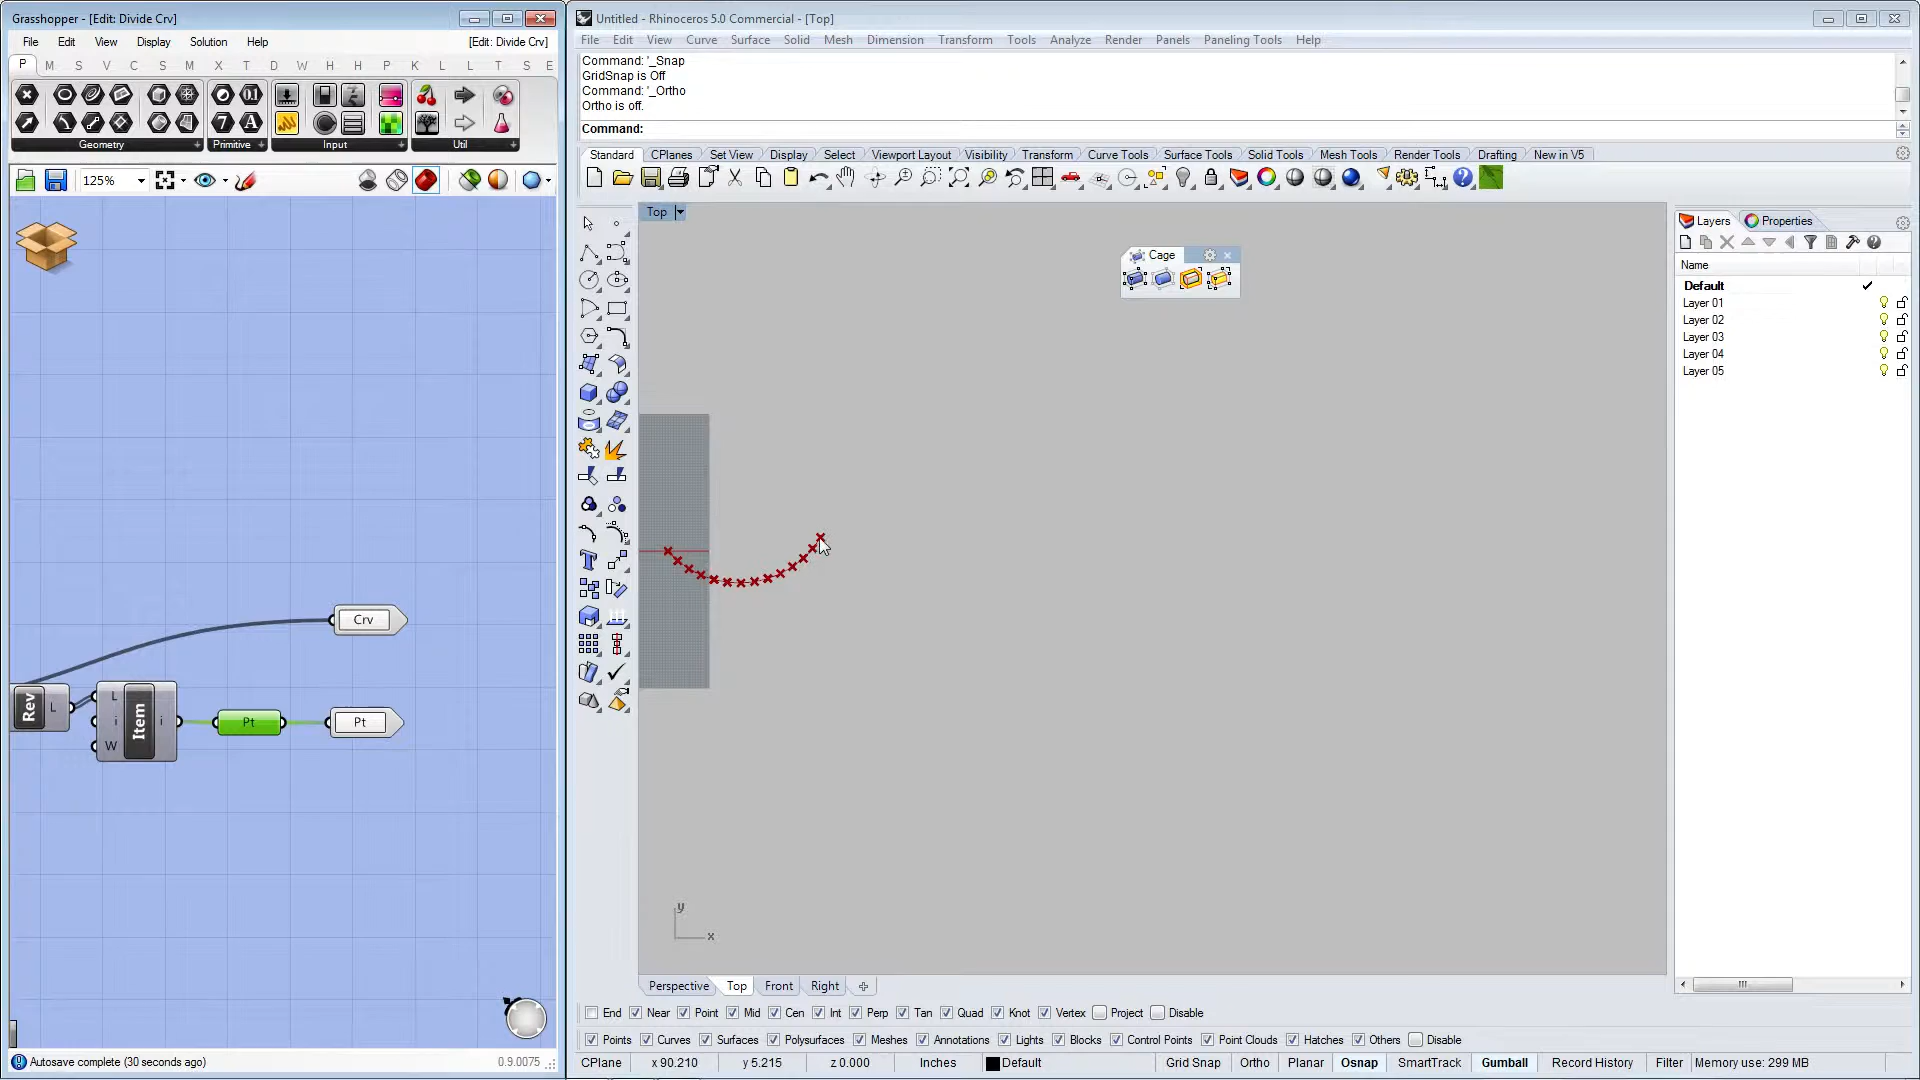 Grasshopper - [Edit: Divide Crv]
File Edit View Display Solution Help [Edit: Divide Crv]
P M S V C S M T D W H H P K L T S E
Geometry Primitive Input Util
125%
Crv
Rev L
L
i
W
Item
i
Pt
Pt
Autosave complete (30 seconds ago) 0.9.0075
Untitled - Rhinoceros 5.0 Commercial - [Top]
File Edit View Curve Surface Solid Mesh Dimension Transform Tools Analyze Render Panels Paneling Tools Help
Command: '_Snap
GridSnap is Off
Command: '_Ortho
Ortho is off.
Command:
Standard CPlanes Set View Display Select Viewport Layout Visibility Transform Curve Tools Surface Tools Solid Tools Mesh Tools Render Tools Drafting New in V5
Top
Cage
y
x
Perspective Top Front Right
End Near Point Mid Cen Int Perp Tan Quad Knot Vertex Project Disable
Points Curves Surfaces Polysurfaces Meshes Annotations Lights Blocks Control Points Point Clouds Hatches Others Disable
CPlane x 90.210 y 5.215 z 0.000 Inches Default Grid Snap Ortho Planar Osnap SmartTrack Gumball Record History Filter Memory use: 299 MB
Layers Properties
Name
Default
Layer 01
Layer 02
Layer 03
Layer 04
Layer 05